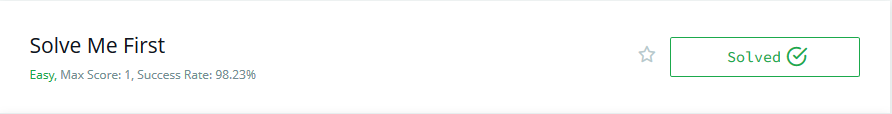 Solve Me First
Easy, Max Score: 1, Success Rate: 98.23%
Solved